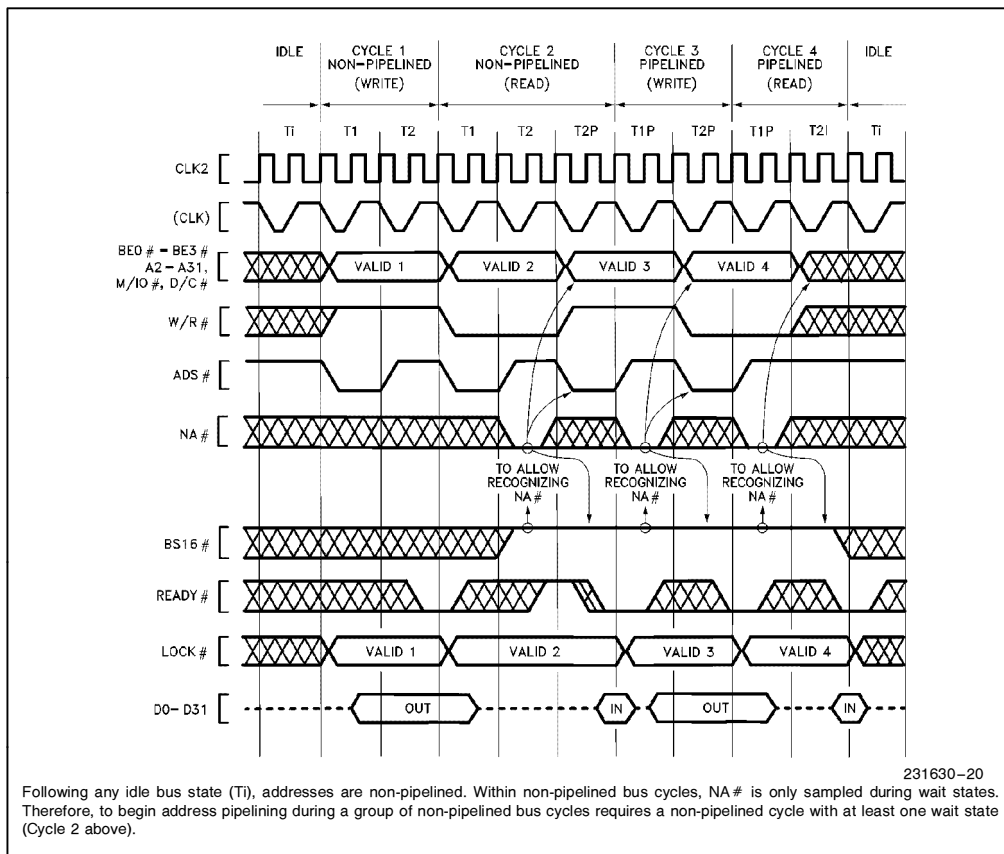 IDLE
CYCLE 1
NON-PIPELINED
(WRITE)
CYCLE 2
NON-PIPELINED
(READ)
CYCLE 3
PIPELINED
(WRITE)
CYCLE 4
PIPELINED
(READ)
IDLE
Ti T1 T2 T1 T2 T2P T1P T2P T1P T2I Ti
CLK2
(CLK)
BE0 # - BE3 #
A2 - A31,
M/IO #, D/C #
VALID 1 VALID 2 VALID 3 VALID 4
W/R #
ADS #
NA #
TO ALLOW
RECOGNIZING
NA #
TO ALLOW
RECOGNIZING
NA #
TO ALLOW
RECOGNIZING
NA #
BS16 #
READY #
LOCK #
VALID 1 VALID 2 VALID 3 VALID 4
D0 - D31
OUT IN OUT IN
231630-20
Following any idle bus state (Ti), addresses are non-pipelined. Within non-pipelined bus cycles, NA# is only sampled during wait states.
Therefore, to begin address pipelining during a group of non-pipelined bus cycles requires a non-pipelined cycle with at least one wait state
(Cycle 2 above).